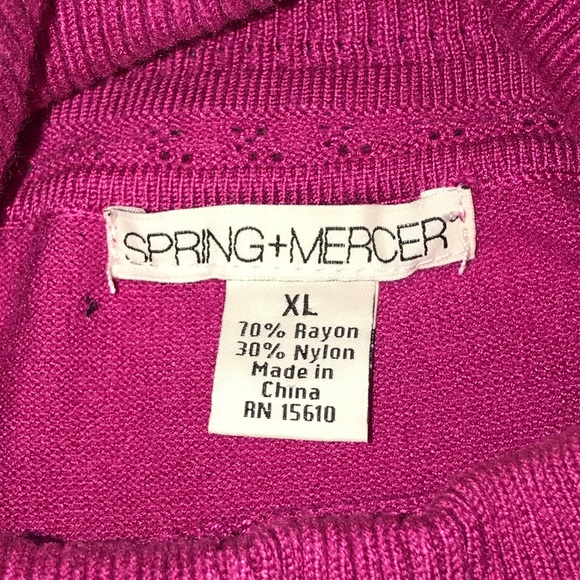 SPRING+MERCER
XL
70% Rayon
30% Nylon
Made in
China
RN 15610